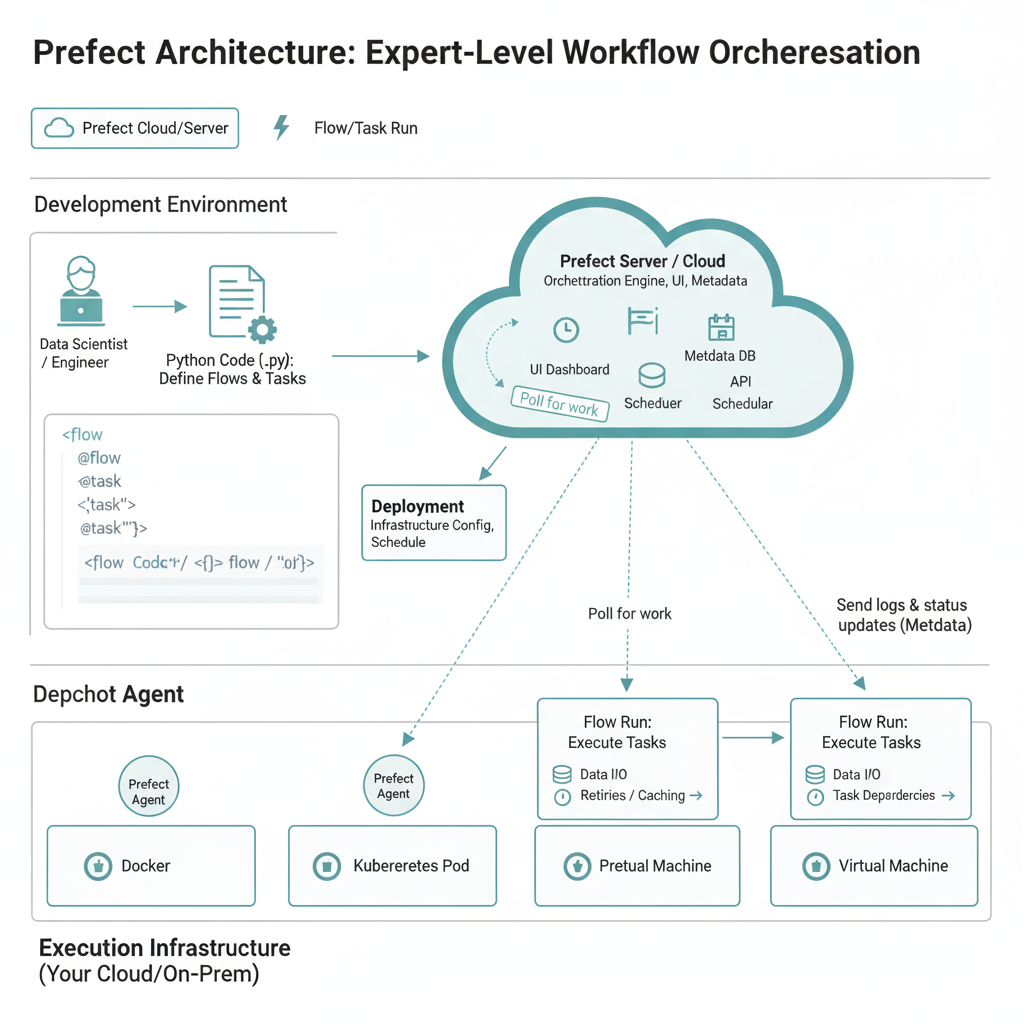 Prefect Architecture: Expert-Level Workflow Orcheresation
Prefect Cloud/Server
Flow/Task Run
Development Environment
Data Scientist
/ Engineer
Python Code (.py):
Define Flows & Tasks
<flow
@flow
@task
<'task">
@task"'}>
<flow
flow /
Prefect Server / Cloud
Orchettration Engine, UI, Metadata
UI Dashboard
Metdata DB
API
Scheduer
Schedular
Poll for work
Deployment
Infrastructure Config,
Schedule
Poll for work
Send logs & status
updates (Metdata)
Depchot Agent
Prefect
Agent
Prefect
Agent
Flow Run:
Execute Tasks
Data I/O
Retiries / Caching
Flow Run:
Execute Tasks
Data I/O
Task Depardercies
Docker
Kubereretes Pod
Pretual Machine
Virtual Machine
Execution Infrastructure
(Your Cloud/On-Prem)